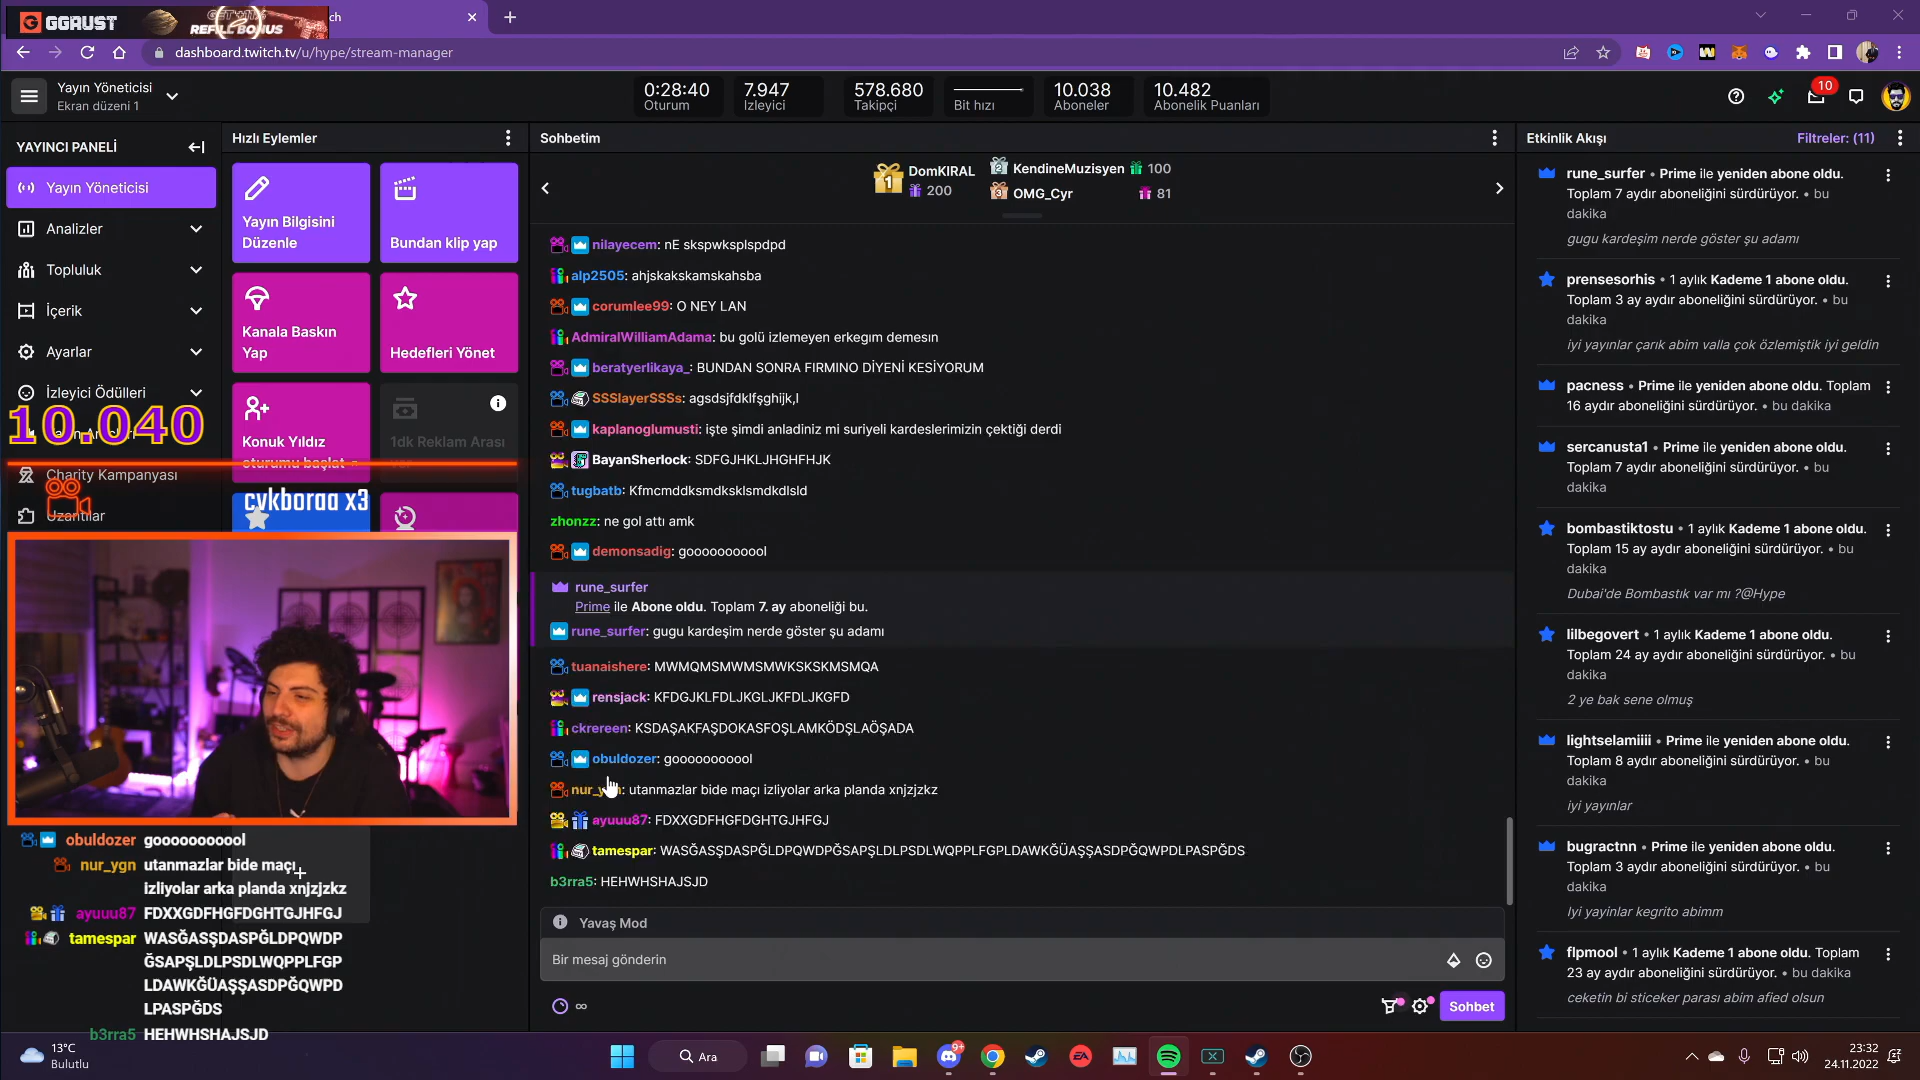 GGRUST
REFILL BONUS
ch
dashboard.twitch.tv/u/hype/stream-manager
Yayın Yöneticisi
Ekran düzeni 1
0:28:40
Oturum
7.947
İzleyici
578.680
Takipçi
Bit hızı
10.038
Aboneler
10.482
Abonelik Puanları
10
YAYINCI PANELİ
Yayın Yöneticisi
Analizler
Topluluk
İçerik
Ayarlar
İzleyici Ödülleri
10.040
Charity Kampanyası
Uzantılar
Hızlı Eylemler
Yayın Bilgisini
Düzenle
Bundan klip yap
Kanala Baskın
Yap
Hedefleri Yönet
Konuk Yıldız
oturumu başlat
1dk Reklam Arası
cykboraa x3
obuldozer goooooooool
nur_ygn utanmazlar bide maçı
izliyolar arka planda xnjzjzkz
ayuuu87 FDXXGDFHGFDGHTGJHFGJ
tamespar WASĞASŞDASPĞLDPQWDP
ĞSAPŞLDLPSDLWQPPLFGP
LDAWKĞÜAŞŞASDPĞQWPD
LPASPĞDS
b3rra5 HEHWHSHAJSJD
Sohbetim
1 DomKIRAL
200
2 KendineMuzisyen 100
3 OMG_Cyr 81
nilayecem: nE skspwksplspdpd
alp2505: ahjskakskamskahsba
corumlee99: O NEY LAN
AdmiralWilliamAdama: bu golü izlemeyen erkegım demesın
beratyerlikaya_: BUNDAN SONRA FIRMINO DİYENİ KESİYORUM
SSSlayerSSSs: agsdsjfdklfşghijk,l
kaplanoglumusti: işte şimdi anladiniz mi suriyeli kardeslerimizin çektiği derdi
BayanSherlock: SDFGJHKLJHGHFHJK
tugbatb: Kfmcmddksmdksklsmdkdlsld
zhonzz: ne gol attı amk
demonsadig: goooooooool
rune_surfer
Prime ile Abone oldu. Toplam 7. ay aboneliği bu.
rune_surfer: gugu kardeşim nerde göster şu adamı
tuanaishere: MWMQMSMWMSMWKSKSKMSMQA
rensjack: KFDGJKLFDLJKGLJKFDLJKGFD
ckrereen: KSDAŞAKFAŞDOKASFOŞLAMKÖDŞLAÖŞADA
obuldozer: goooooooool
nur_ygn: utanmazlar bide maçı izliyolar arka planda xnjzjzkz
ayuuu87: FDXXGDFHGFDGHTGJHFGJ
tamespar: WASĞASŞDASPĞLDPQWDPĞSAPŞLDLPSDLWQPPLFGPLDAWKĞÜAŞŞASDPĞQWPDLPASPĞDS
b3rra5: HEHWHSHAJSJD
Yavaş Mod
Bir mesaj gönderin
Sohbet
Etkinlik Akışı
Filtreler: (11)
rune_surfer • Prime ile yeniden abone oldu.
Toplam 7 aydır aboneliğini sürdürüyor. • bu
dakika
gugu kardeşim nerde göster şu adamı
prensesorhis • 1 aylık Kademe 1 abone oldu.
Toplam 3 ay aydır aboneliğini sürdürüyor. • bu
dakika
iyi yayınlar çarık abim valla çok özlemiştik iyi geldin
pacness • Prime ile yeniden abone oldu. Toplam
16 aydır aboneliğini sürdürüyor. • bu dakika
sercanusta1 • Prime ile yeniden abone oldu.
Toplam 7 aydır aboneliğini sürdürüyor. • bu
dakika
bombastiktostu • 1 aylık Kademe 1 abone oldu.
Toplam 15 ay aydır aboneliğini sürdürüyor. • bu
dakika
Dubai'de Bombastık var mı ?@Hype
lilbegovert • 1 aylık Kademe 1 abone oldu.
Toplam 24 ay aydır aboneliğini sürdürüyor. • bu
dakika
2 ye bak sene olmuş
lightselamiiii • Prime ile yeniden abone oldu.
Toplam 8 aydır aboneliğini sürdürüyor. • bu
dakika
iyi yayınlar
bugractnn • Prime ile yeniden abone oldu.
Toplam 3 aydır aboneliğini sürdürüyor. • bu
dakika
Iyi yayinlar kegrito abimm
flpmool • 1 aylık Kademe 1 abone oldu. Toplam
23 ay aydır aboneliğini sürdürüyor. • bu dakika
ceketin bi sticeker parası abim afied olsun
13°C
Bulutlu
Ara
9+
EA
23:32
24.11.2022